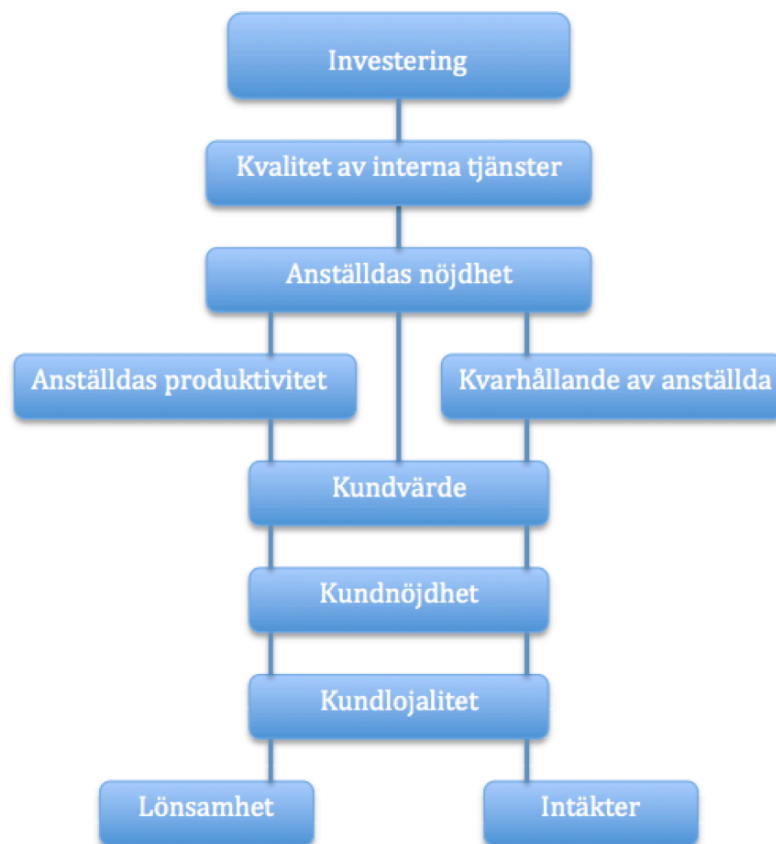 Investering
Kvalitet av interna tjänster
Anställdas nöjdhet
Anställdas produktivitet
Kvarhållande av anställda
Kundvärde
Kundnöjdhet
Kundlojalitet
Lönsamhet
Intäkter